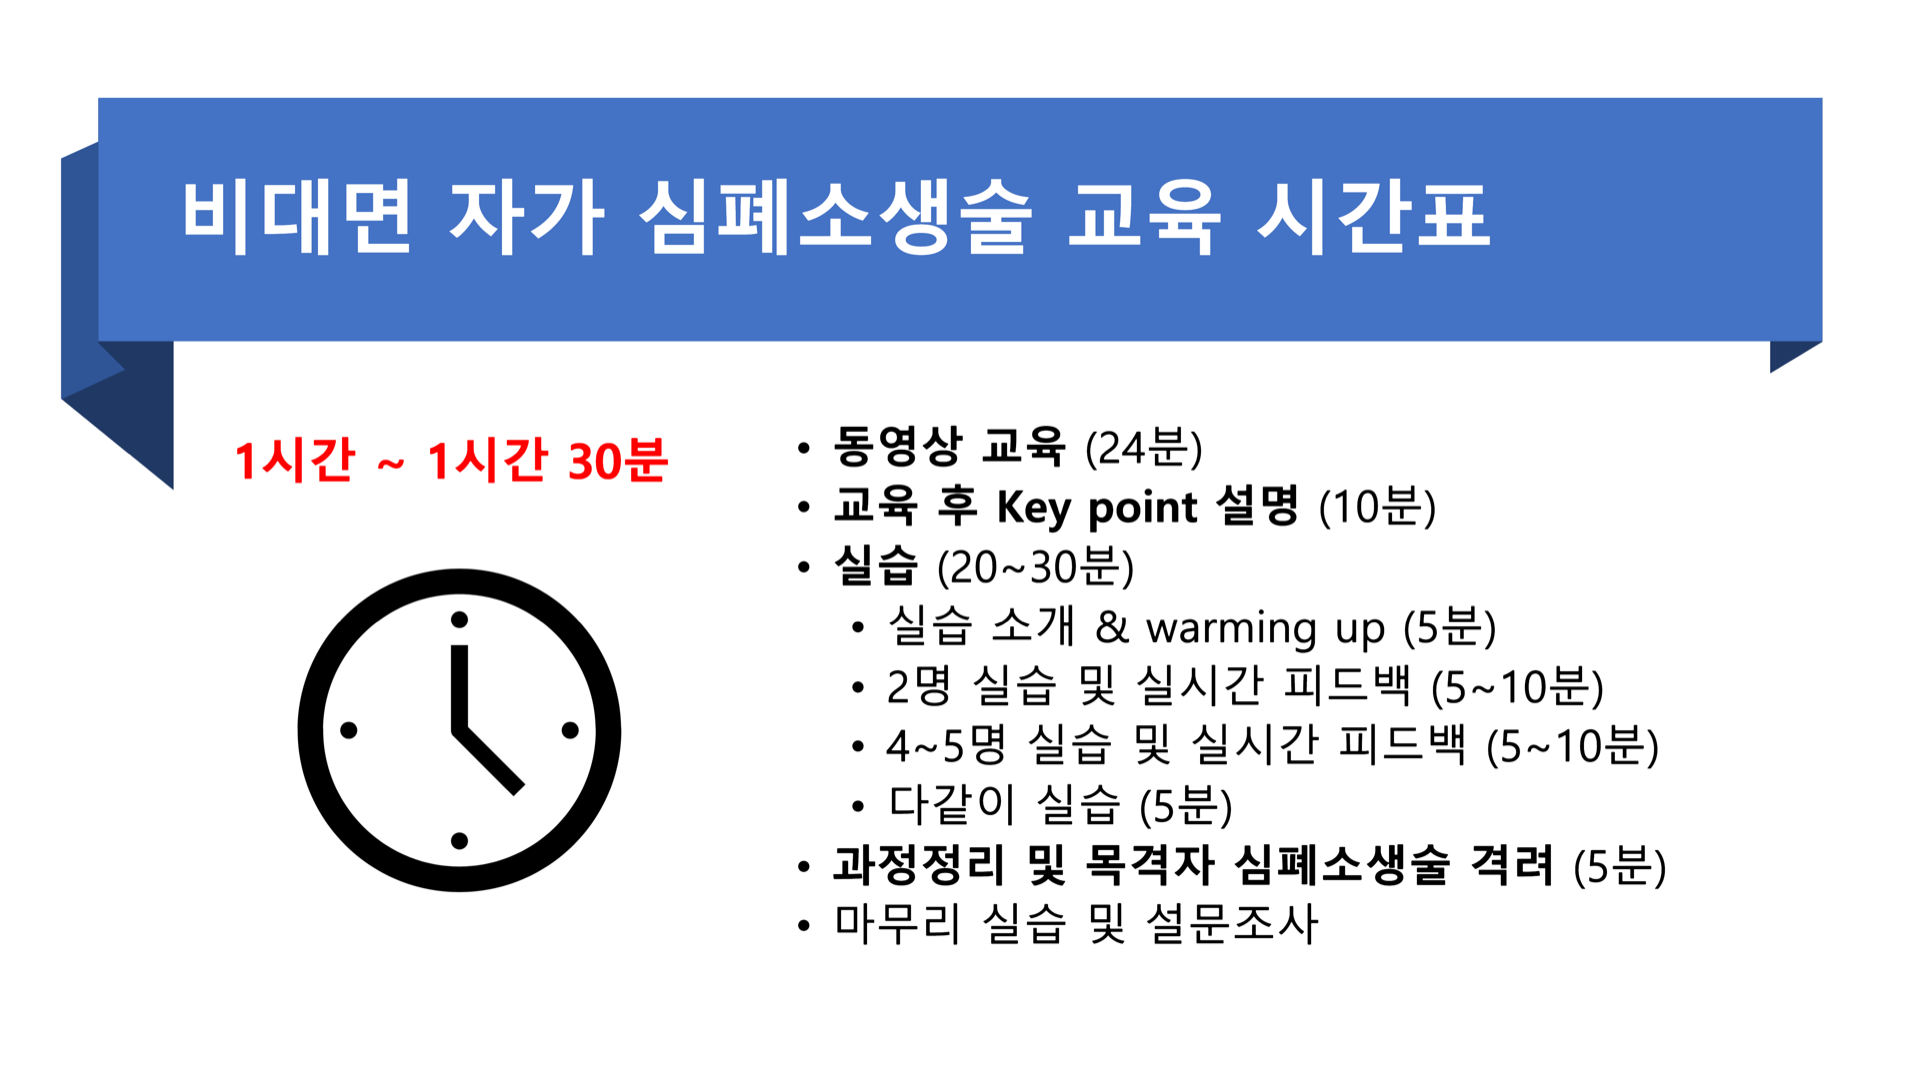 비대면 자가 심폐소생술 교육 시간표
1시간 ~ 1시간 30분
• 동영상 교육 (24분)
• 교육 후 Key point 설명 (10분)
• 실습 (20~30분)
• 실습 소개 & warming up (5분)
• 2명 실습 및 실시간 피드백 (5~10분)
• 4~5명 실습 및 실시간 피드백 (5~10분)
• 다같이 실습 (5분)
• 과정정리 및 목격자 심폐소생술 격려 (5분)
• 마무리 실습 및 설문조사